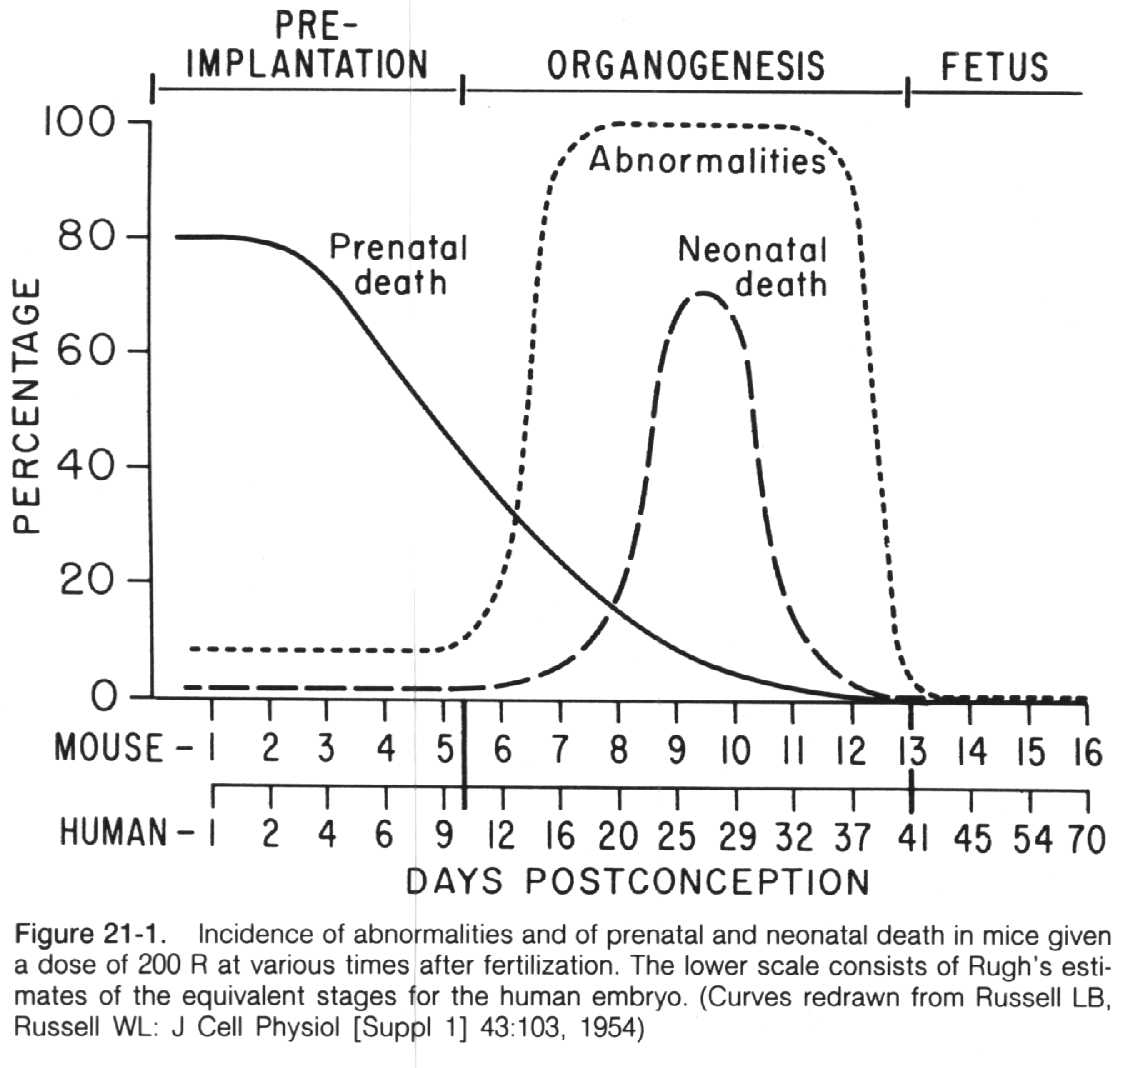 PRE-
IMPLANTATION
ORGANOGENESIS
FETUS
100
80
60
40
20
0
PERCENTAGE
Abnormalities
Prenatal
death
Neonatal
death
MOUSE - 1 2 3 4 5 6 7 8 9 10 11 12 13 14 15 16
HUMAN - 1 2 4 6 9 12 16 20 25 29 32 37 41 45 54 70
DAYS POSTCONCEPTION
Figure 21-1. Incidence of abnormalities and of prenatal and neonatal death in mice given
a dose of 200 R at various times after fertilization. The lower scale consists of Rugh's esti-
mates of the equivalent stages for the human embryo. (Curves redrawn from Russell LB,
Russell WL: J Cell Physiol [Suppl 1] 43:103, 1954)